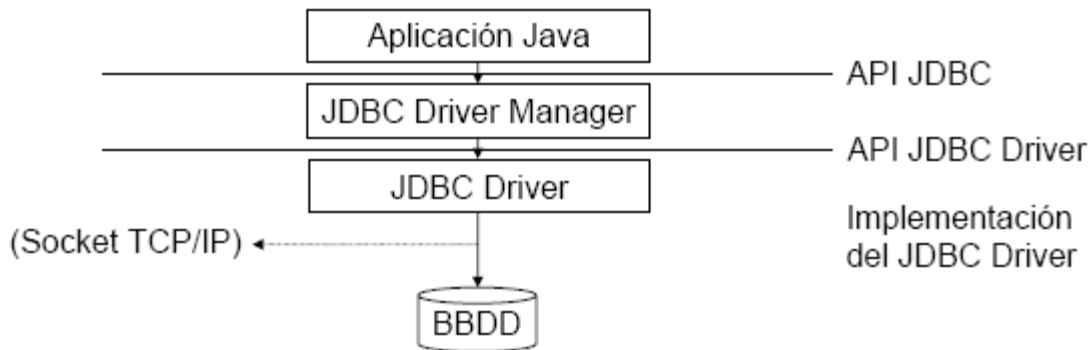 Aplicación Java
API JDBC
JDBC Driver Manager
API JDBC Driver
JDBC Driver
Implementación
del JDBC Driver
(Socket TCP/IP)
BBDD